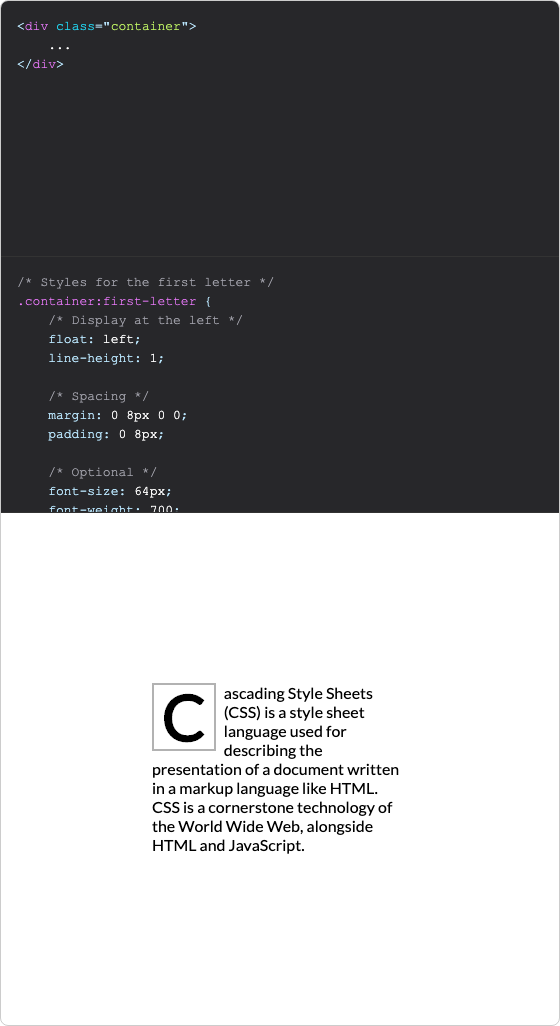 <div class="container">
    ...
</div>
/* Styles for the first letter */
.container:first-letter {
    /* Display at the left */
    float: left;
    line-height: 1;
    /* Spacing */
    margin: 0 8px 0 0;
    padding: 0 8px;
    /* Optional */
    font-size: 64px;
    font-weight: 700;
Cascading Style Sheets
(CSS) is a style sheet
language used for
describing the
presentation of a document written
in a markup language like HTML.
CSS is a cornerstone technology of
the World Wide Web, alongside
HTML and JavaScript.